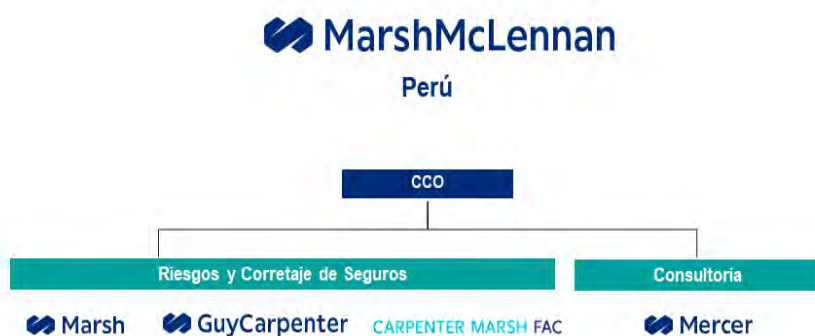 MarshMcLennan
Perú
CCO
Riesgos y Corretaje de Seguros
Consultoría
Marsh
GuyCarpenter
CARPENTER MARSH FAC
Mercer